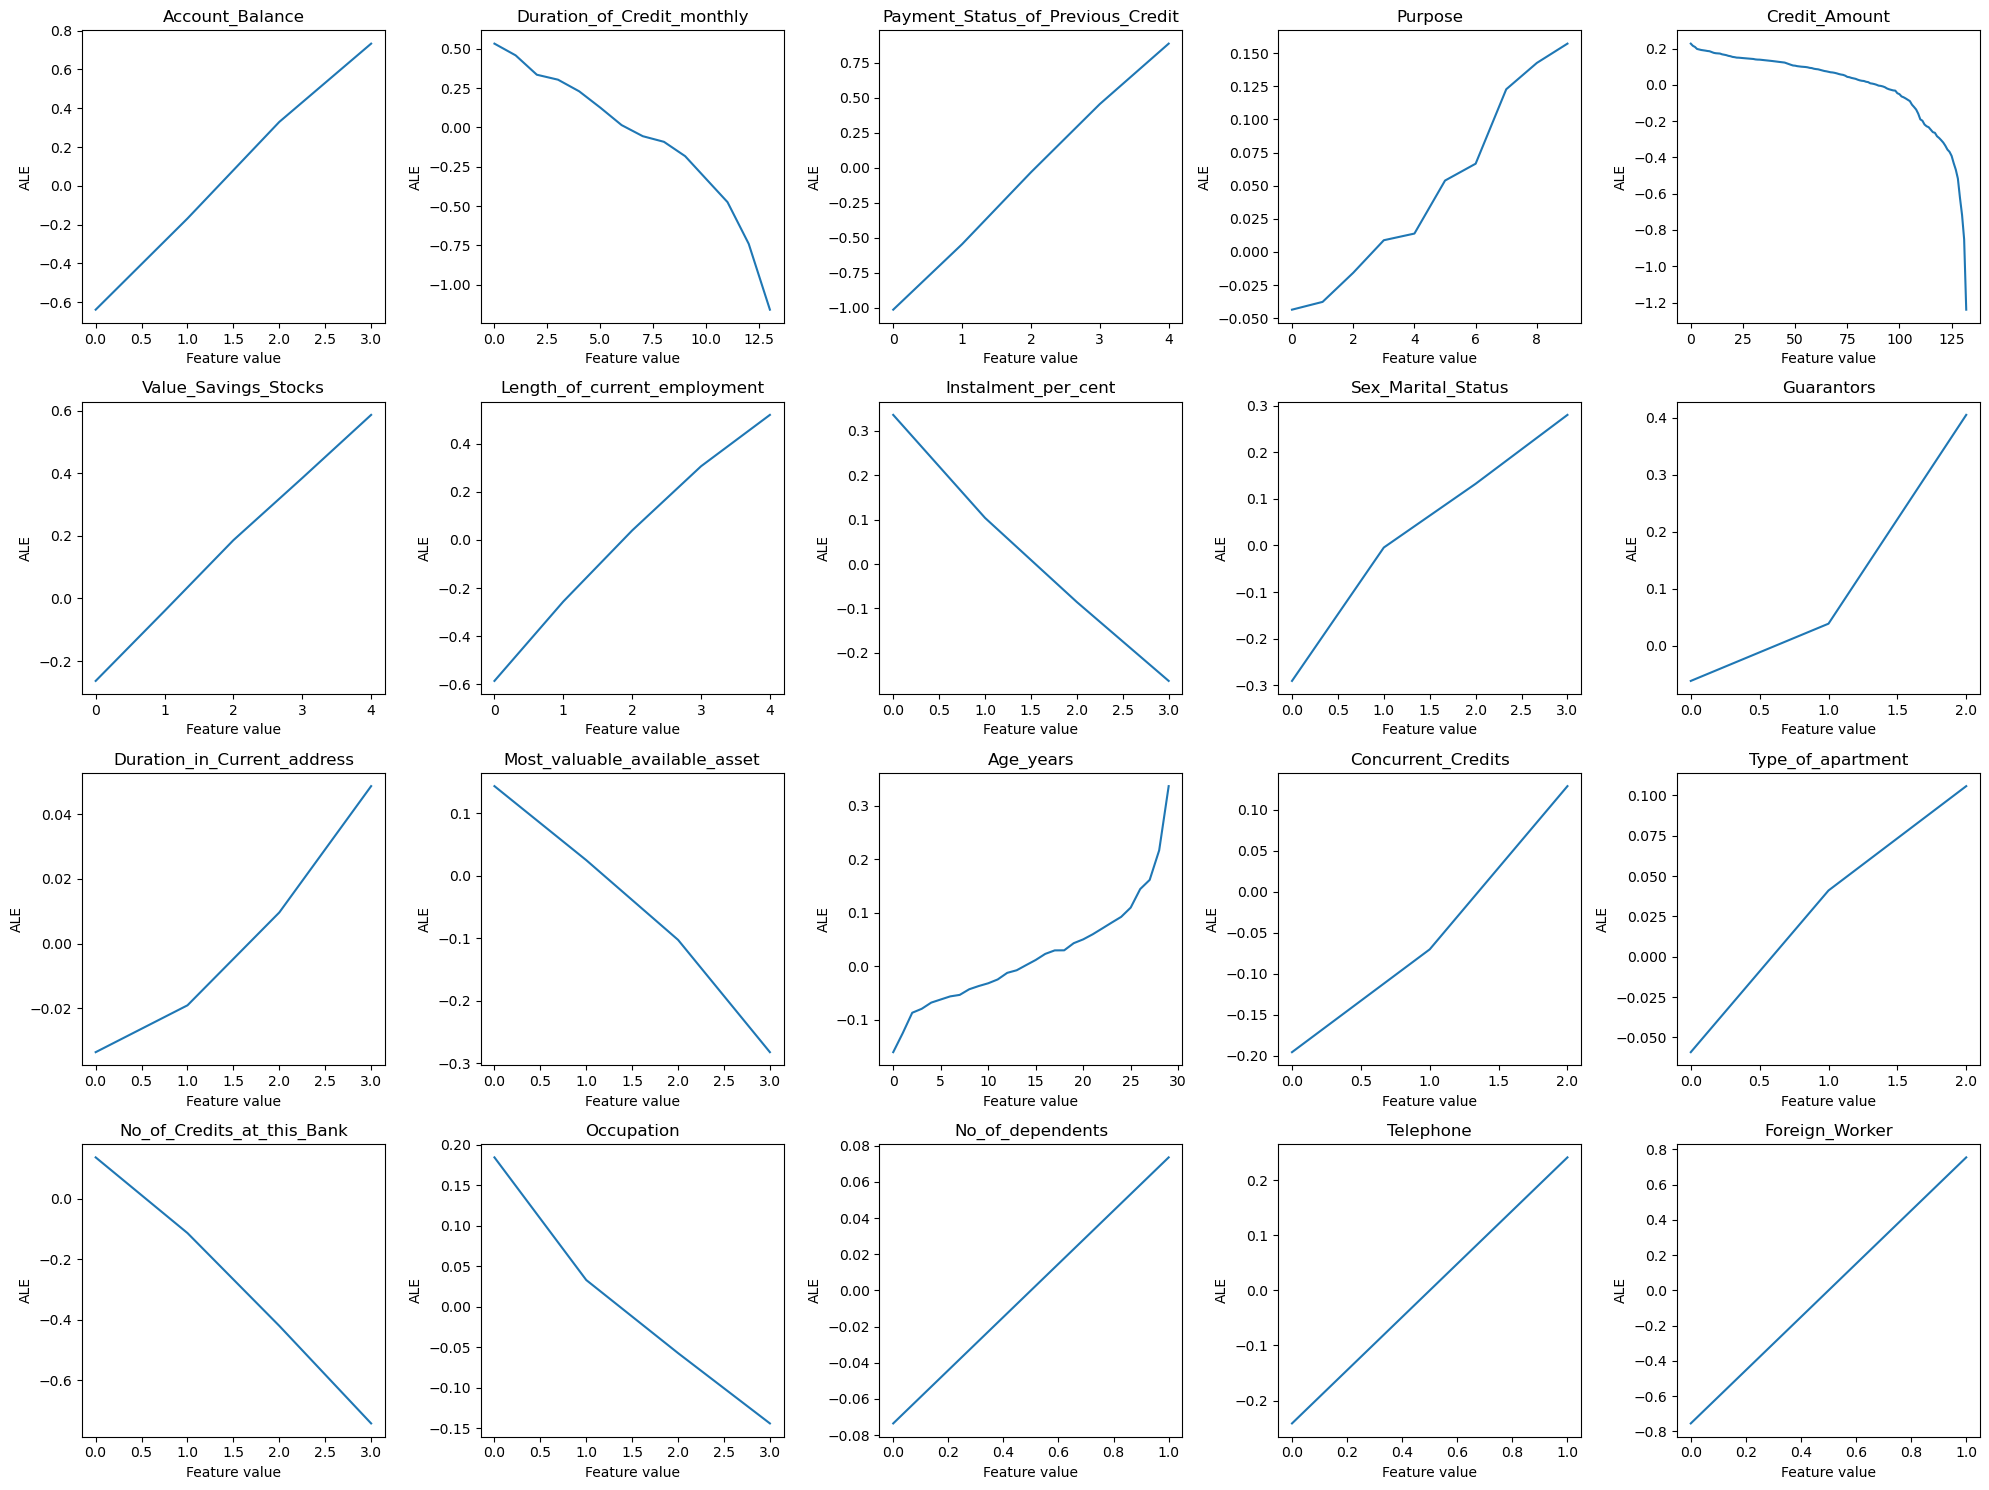 Account_Balance
0.8
0.6
0.4
0.2
0.0
−0.2
−0.4
−0.6
ALE
0.0 0.5 1.0 1.5 2.0 2.5 3.0
Feature value
Duration_of_Credit_monthly
0.50
0.25
0.00
−0.25
−0.50
−0.75
−1.00
ALE
0.0 2.5 5.0 7.5 10.0 12.5
Feature value
Payment_Status_of_Previous_Credit
0.75
0.50
0.25
0.00
−0.25
−0.50
−0.75
−1.00
ALE
0 1 2 3 4
Feature value
Purpose
0.150
0.125
0.100
0.075
0.050
0.025
0.000
−0.025
−0.050
ALE
0 2 4 6 8
Feature value
Credit_Amount
0.2
0.0
−0.2
−0.4
−0.6
−0.8
−1.0
−1.2
ALE
0 25 50 75 100 125
Feature value
Value_Savings_Stocks
0.6
0.4
0.2
0.0
−0.2
ALE
0 1 2 3 4
Feature value
Length_of_current_employment
0.4
0.2
0.0
−0.2
−0.4
−0.6
ALE
0 1 2 3 4
Feature value
Instalment_per_cent
0.3
0.2
0.1
0.0
−0.1
−0.2
ALE
0.0 0.5 1.0 1.5 2.0 2.5 3.0
Feature value
Sex_Marital_Status
0.3
0.2
0.1
0.0
−0.1
−0.2
−0.3
ALE
0.0 0.5 1.0 1.5 2.0 2.5 3.0
Feature value
Guarantors
0.4
0.3
0.2
0.1
0.0
ALE
0.0 0.5 1.0 1.5 2.0
Feature value
Duration_in_Current_address
0.04
0.02
0.00
−0.02
ALE
0.0 0.5 1.0 1.5 2.0 2.5 3.0
Feature value
Most_valuable_available_asset
0.1
0.0
−0.1
−0.2
−0.3
ALE
0.0 0.5 1.0 1.5 2.0 2.5 3.0
Feature value
Age_years
0.3
0.2
0.1
0.0
−0.1
ALE
0 5 10 15 20 25 30
Feature value
Concurrent_Credits
0.10
0.05
0.00
−0.05
−0.10
−0.15
−0.20
ALE
0.0 0.5 1.0 1.5 2.0
Feature value
Type_of_apartment
0.100
0.075
0.050
0.025
0.000
−0.025
−0.050
ALE
0.0 0.5 1.0 1.5 2.0
Feature value
No_of_Credits_at_this_Bank
0.0
−0.2
−0.4
−0.6
ALE
0.0 0.5 1.0 1.5 2.0 2.5 3.0
Feature value
Occupation
0.20
0.15
0.10
0.05
0.00
−0.05
−0.10
−0.15
ALE
0.0 0.5 1.0 1.5 2.0 2.5 3.0
Feature value
No_of_dependents
0.08
0.06
0.04
0.02
0.00
−0.02
−0.04
−0.06
−0.08
ALE
0.0 0.2 0.4 0.6 0.8 1.0
Feature value
Telephone
0.2
0.1
0.0
−0.1
−0.2
ALE
0.0 0.2 0.4 0.6 0.8 1.0
Feature value
Foreign_Worker
0.8
0.6
0.4
0.2
0.0
−0.2
−0.4
−0.6
−0.8
ALE
0.0 0.2 0.4 0.6 0.8 1.0
Feature value